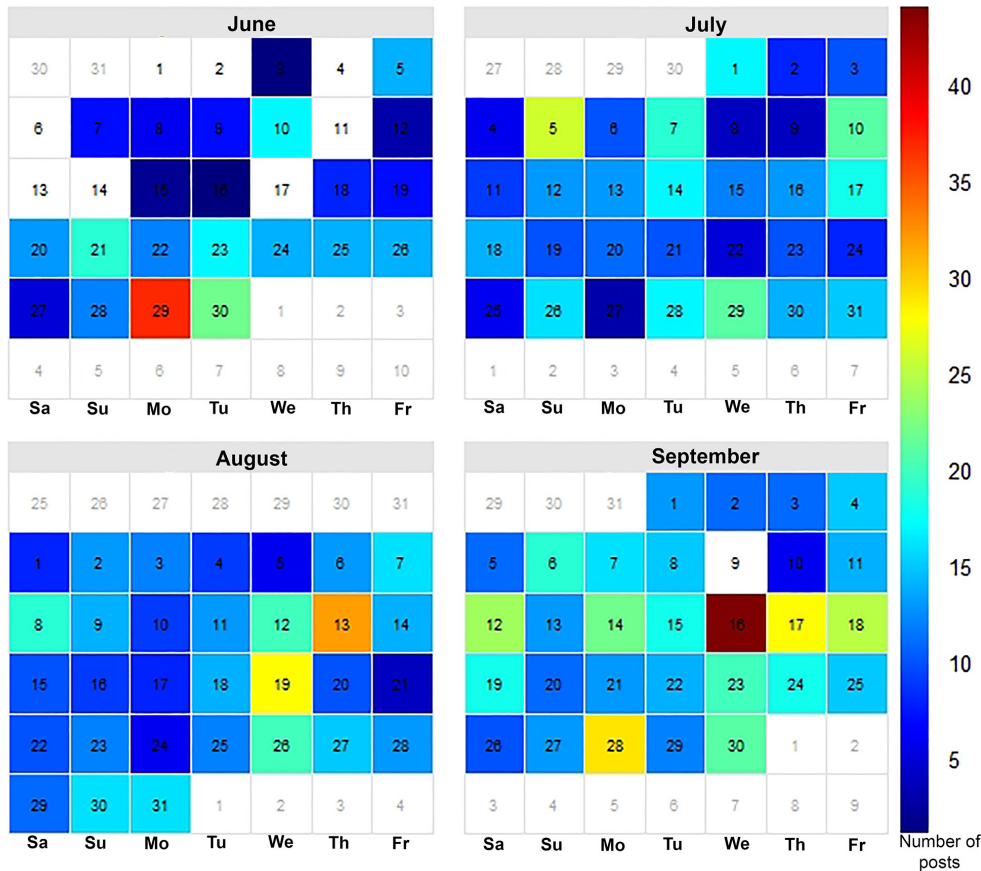 June
30 31 1 2 3 4 5
6 7 8 9 10 11 12
13 14 15 16 17 18 19
20 21 22 23 24 25 26
27 28 29 30 1 2 3
4 5 6 7 8 9 10
Sa Su Mo Tu We Th Fr
July
27 28 29 30 1 2 3
4 5 6 7 8 9 10
11 12 13 14 15 16 17
18 19 20 21 22 23 24
25 26 27 28 29 30 31
1 2 3 4 5 6 7
Sa Su Mo Tu We Th Fr
August
25 26 27 28 29 30 31
1 2 3 4 5 6 7
8 9 10 11 12 13 14
15 16 17 18 19 20 21
22 23 24 25 26 27 28
29 30 31 1 2 3 4
Sa Su Mo Tu We Th Fr
September
29 30 31 1 2 3 4
5 6 7 8 9 10 11
12 13 14 15 16 17 18
19 20 21 22 23 24 25
26 27 28 29 30 1 2
3 4 5 6 7 8 9
Sa Su Mo Tu We Th Fr
40
35
30
25
20
15
10
5
Number of
posts